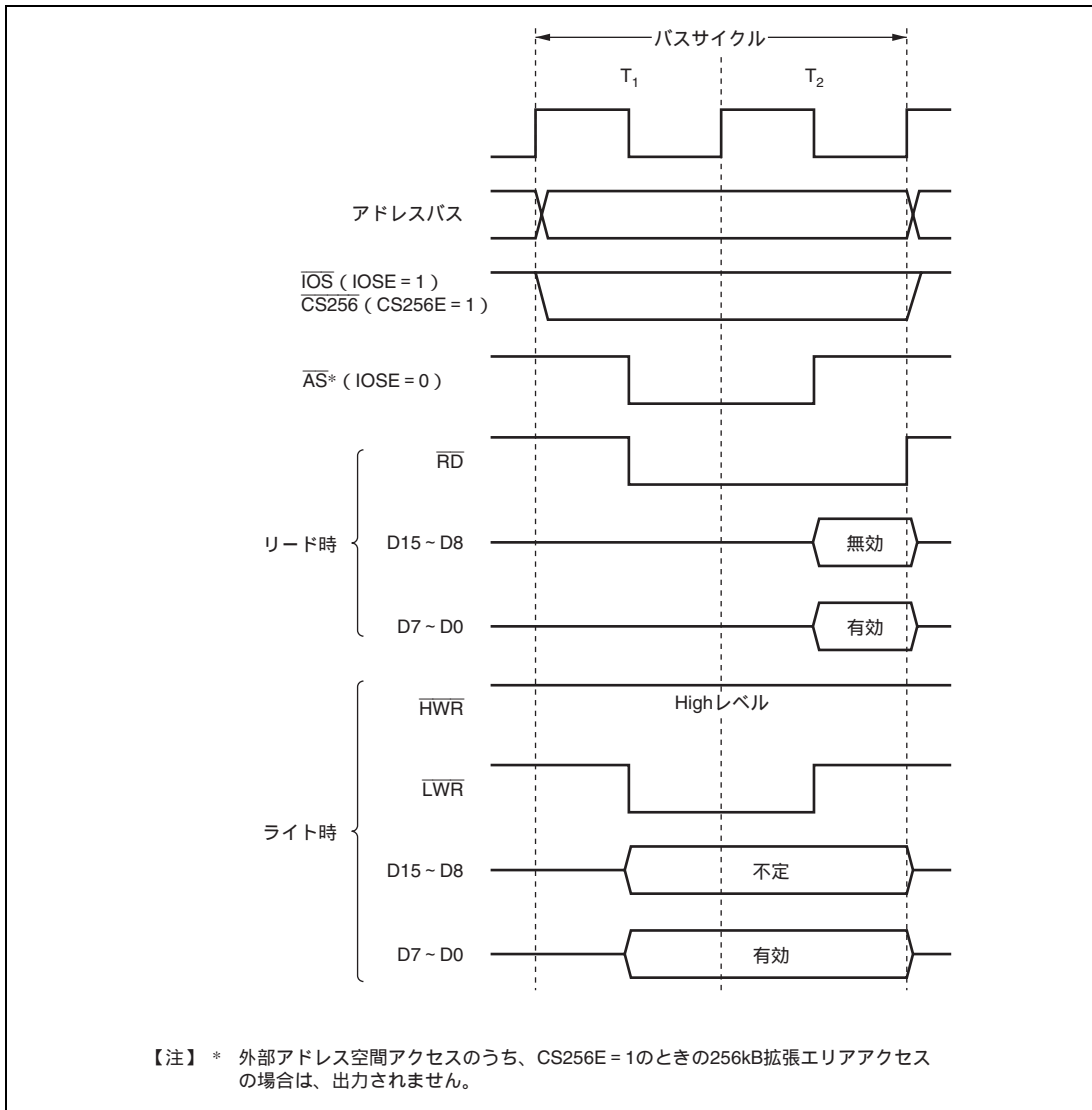 バスサイクル
T1 T2
アドレスバス
IOS ( IOSE = 1 )
CS256 ( CS256E = 1 )
AS* ( IOSE = 0 )
RD
リード時
D15 ~ D8 無効
D7 ~ D0 有効
HWR Highレベル
LWR
ライト時
D15 ~ D8 不定
D7 ~ D0 有効
【注】 * 外部アドレス空間アクセスのうち、CS256E = 1のときの256kB拡張エリアアクセス
の場合は、出力されません。